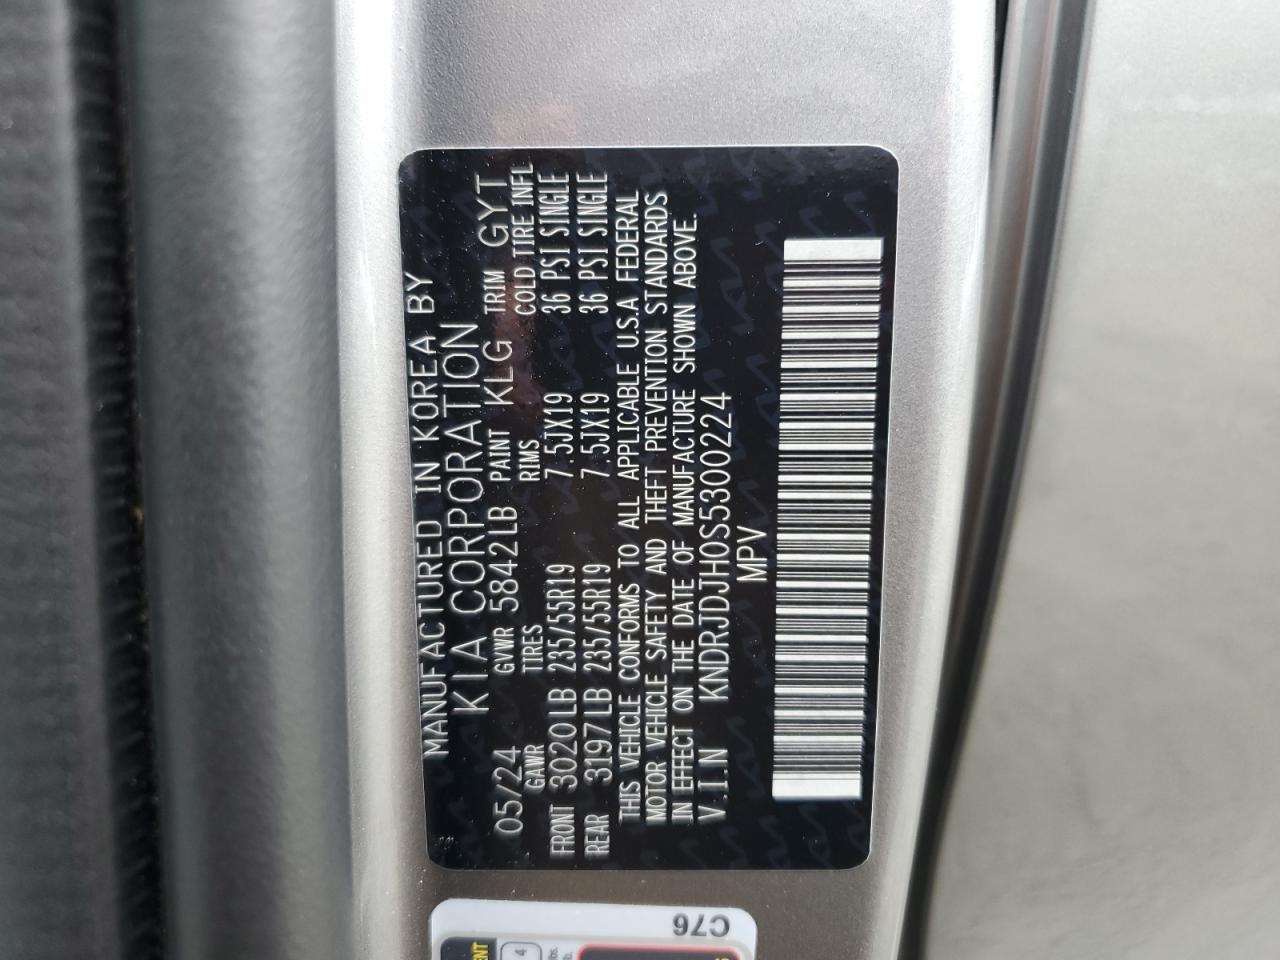 MANUFACTURED IN KOREA BY
KIA CORPORATION
05/24 GVWR 5842LB PAINT KLG TRIM GYT
GAWR TIRES RIMS COLD TIRE INFL
FRONT 3020LB 235/55R19 7.5JX19 36 PSI SINGLE
REAR 3197LB 235/55R19 7.5JX19 36 PSI SINGLE
THIS VEHICLE CONFORMS TO ALL APPLICABLE U.S.A FEDERAL
MOTOR VEHICLE SAFETY AND THEFT PREVENTION STANDARDS
IN EFFECT ON THE DATE OF MANUFACTURE SHOWN ABOVE.
V.I.N KNDRJDJH0S5300224
MPV
C76
4